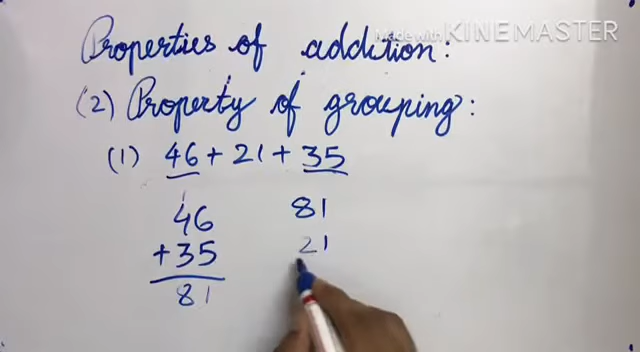 Made with KINEMASTER
Properties of addition:
(2) Property of grouping:
(1) 46 + 21 + 35
1
46
+35
81
81
21